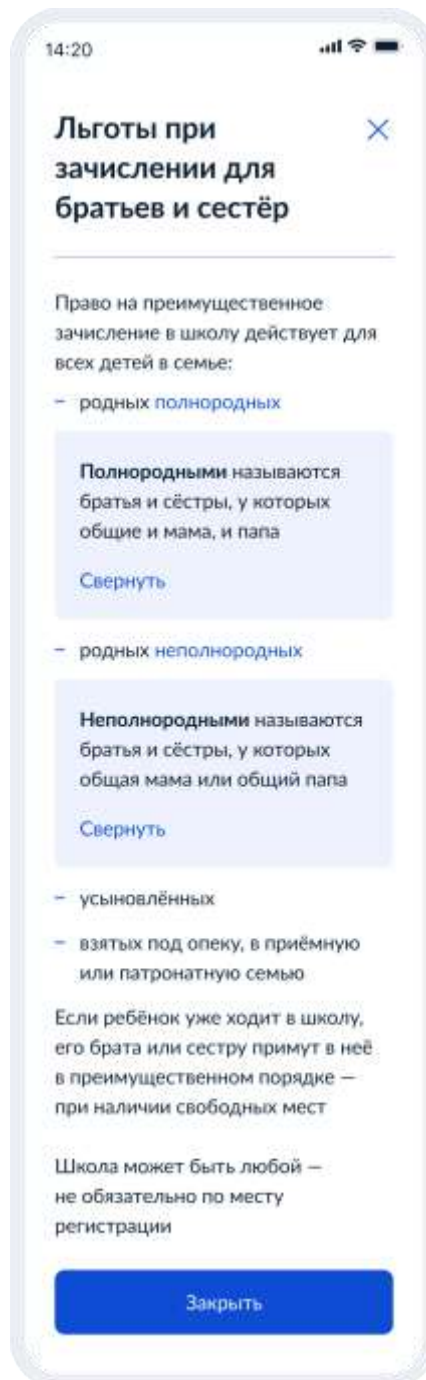 14:20
Льготы при
зачислении для
братьев и сестёр
Право на преимущественное
зачисление в школу действует для
всех детей в семье:
– родных полнородных
Полнородными называются
братья и сёстры, у которых
общие и мама, и папа
Свернуть
– родных неполнородных
Неполнородными называются
братья и сёстры, у которых
общая мама или общий папа
Свернуть
– усыновлённых
– взятых под опеку, в приёмную
или патронатную семью
Если ребёнок уже ходит в школу,
его брата или сестру примут в неё
в преимущественном порядке —
при наличии свободных мест
Школа может быть любой —
не обязательно по месту
регистрации
Закрыть